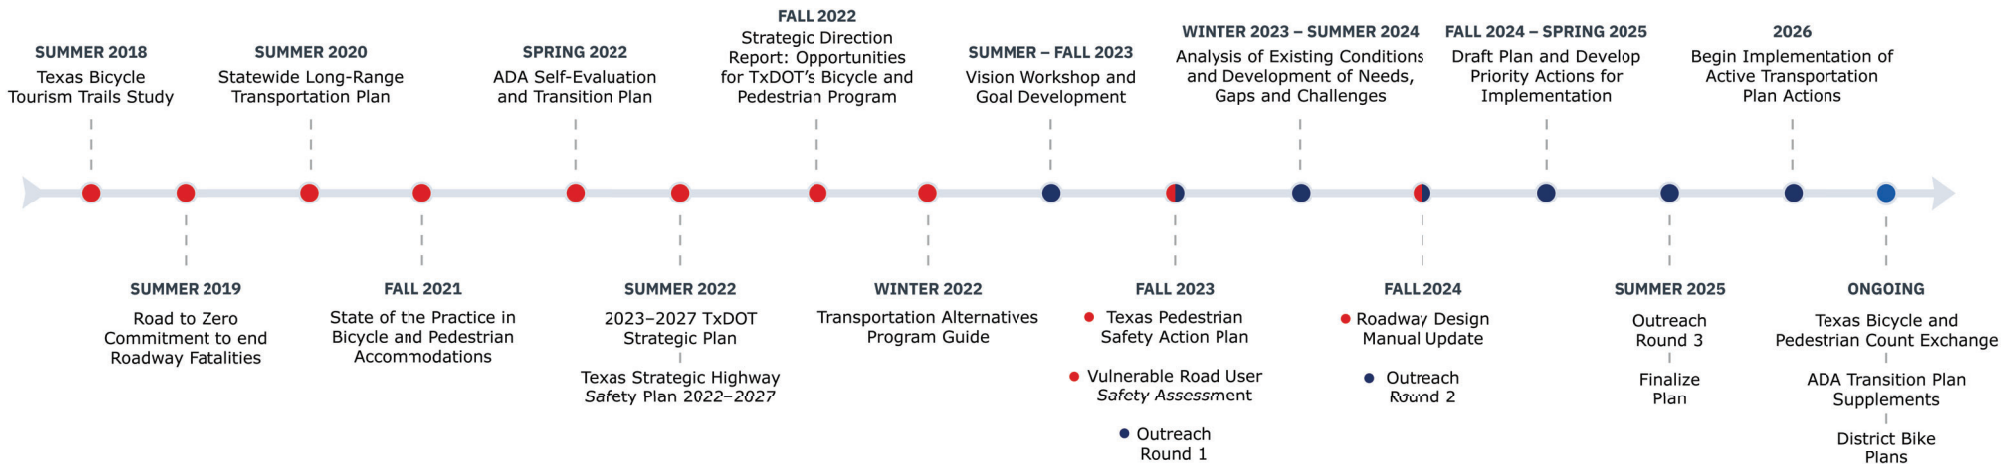 SUMMER 2018
Texas Bicycle
Tourism Trails Study
SUMMER 2020
Statewide Long-Range
Transportation Plan
SPRING 2022
ADA Self-Evaluation
and Transition Plan
FALL 2022
Strategic Direction
Report: Opportunities
for TxDOT's Bicycle and
Pedestrian Program
SUMMER – FALL 2023
Vision Workshop and
Goal Development
WINTER 2023 – SUMMER 2024
Analysis of Existing Conditions
and Development of Needs,
Gaps and Challenges
FALL 2024 – SPRING 2025
Draft Plan and Develop
Priority Actions for
Implementation
2026
Begin Implementation of
Active Transportation
Plan Actions
SUMMER 2019
Road to Zero
Commitment to end
Roadway Fatalities
FALL 2021
State of the Practice in
Bicycle and Pedestrian
Accommodations
SUMMER 2022
2023–2027 TxDOT
Strategic Plan
Texas Strategic Highway
Safety Plan 2022–2027
WINTER 2022
Transportation Alternatives
Program Guide
FALL 2023
Texas Pedestrian
Safety Action Plan
Vulnerable Road User
Safety Assessment
Outreach
Round 1
FALL 2024
Roadway Design
Manual Update
Outreach
Round 2
SUMMER 2025
Outreach
Round 3
Finalize
Plan
ONGOING
Texas Bicycle and
Pedestrian Count Exchange
ADA Transition Plan
Supplements
District Bike
Plans